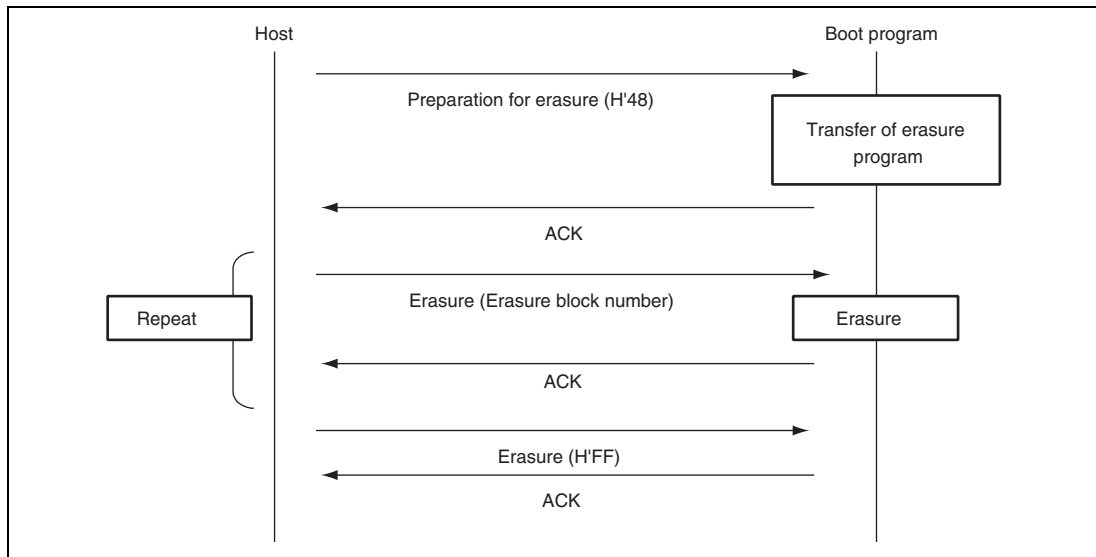 Host
Boot program
Preparation for erasure (H'48)
Transfer of erasure
program
ACK
Repeat
Erasure (Erasure block number)
Erasure
ACK
Erasure (H'FF)
ACK